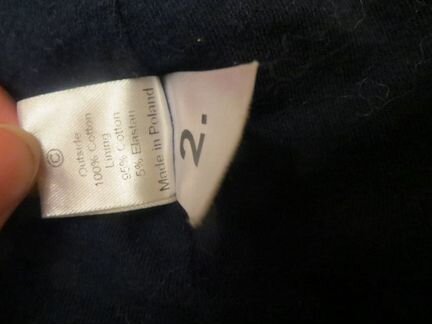 ©
Outside
100% Cotton
Lining
95% Cotton
5% Elastan
Made in Poland
2.